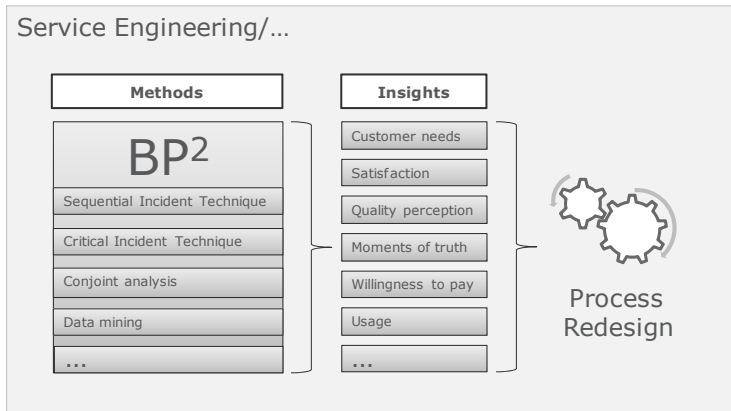 Service Engineering/…
Methods
BP²
Sequential Incident Technique
Critical Incident Technique
Conjoint analysis
Data mining
...
Insights
Customer needs
Satisfaction
Quality perception
Moments of truth
Willingness to pay
Usage
...
Process
Redesign